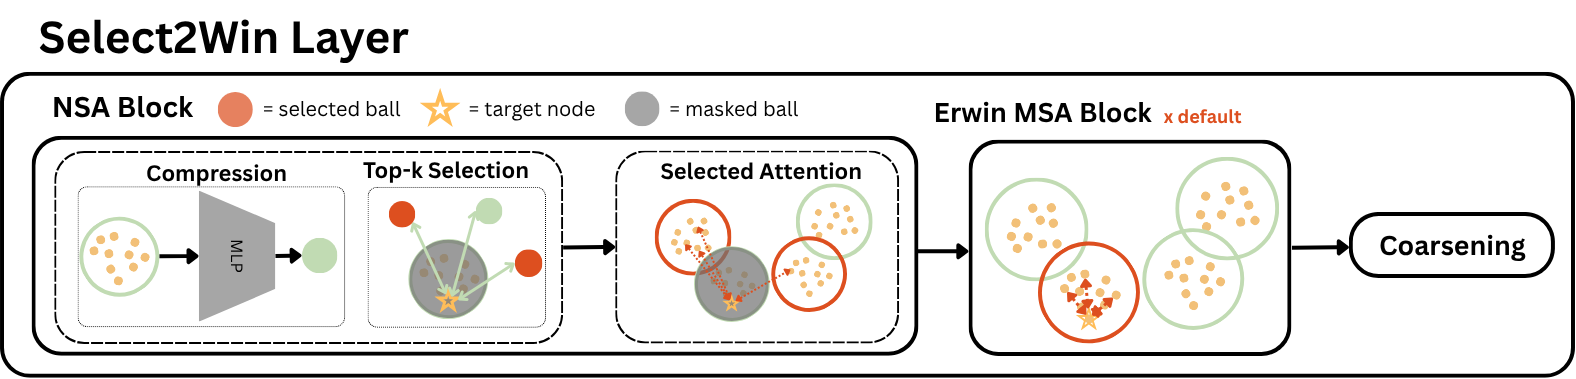 Select2Win Layer
NSA Block = selected ball = target node = masked ball
Erwin MSA Block x default
Compression
Top-k Selection
Selected Attention
MLP
Coarsening